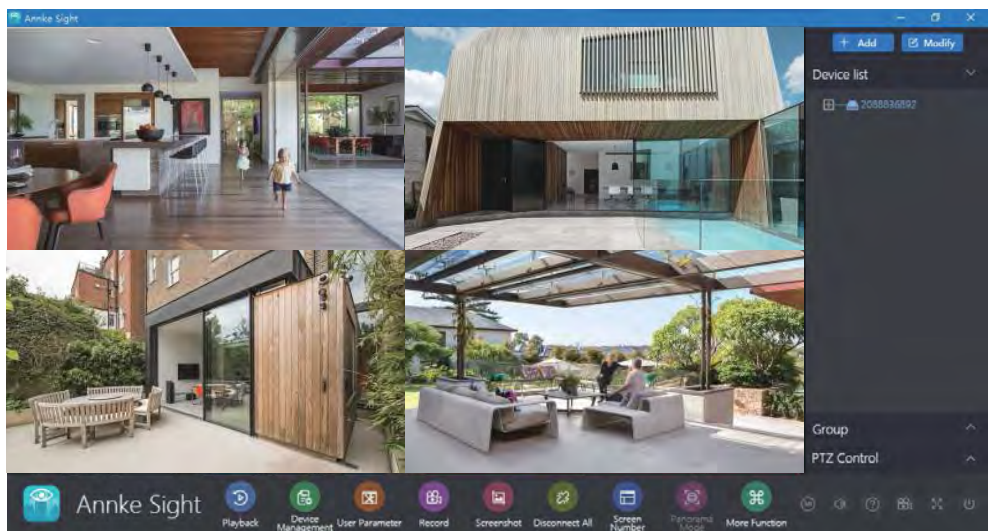 Annke Sight
Add
Modify
Device list
2088836892
Group
PTZ Control
Annke Sight
Playback
Device Management
User Parameter
Record
Screenshot
Disconnect All
Screen Number
Panorama Mode
More Function